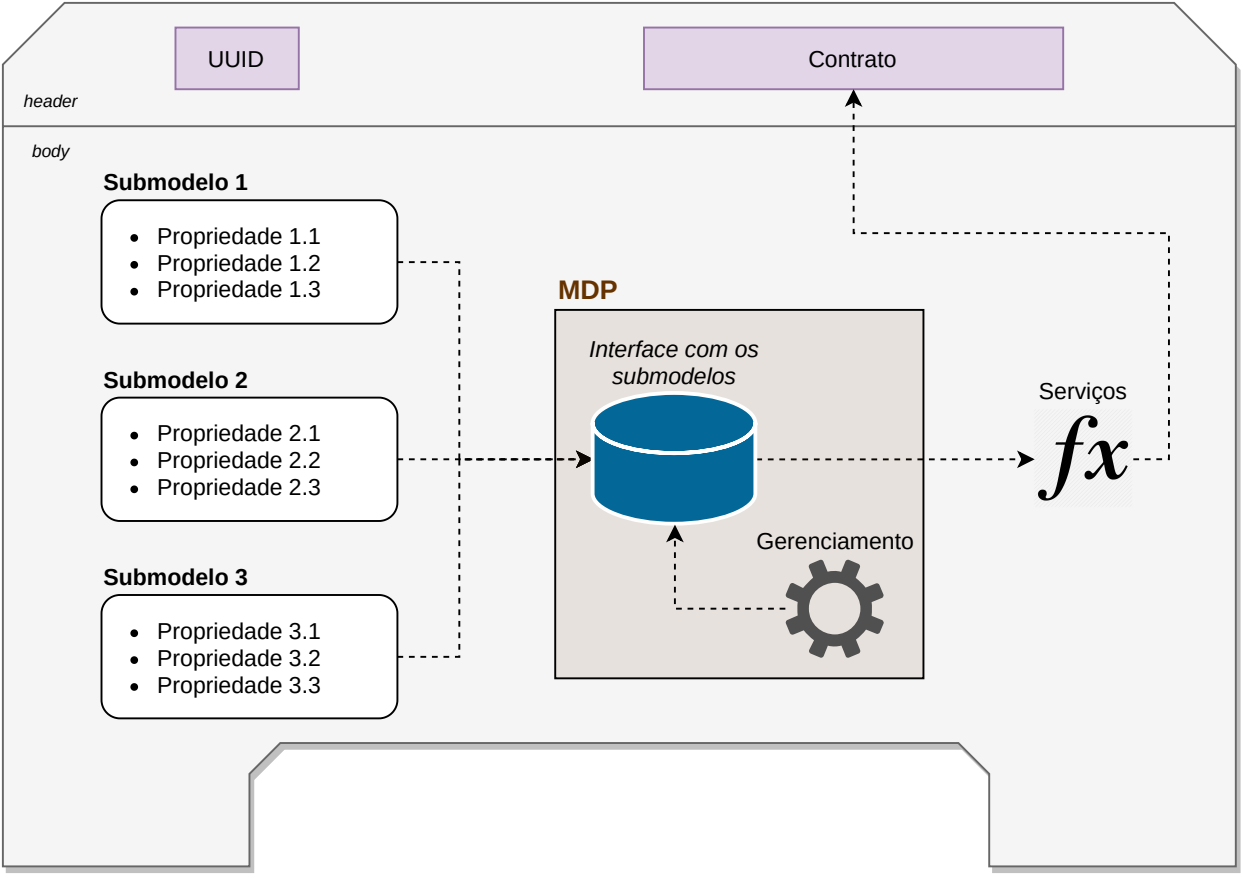 UUID
Contrato
header
body
Submodelo 1
• Propriedade 1.1
• Propriedade 1.2
• Propriedade 1.3
Submodelo 2
• Propriedade 2.1
• Propriedade 2.2
• Propriedade 2.3
Submodelo 3
• Propriedade 3.1
• Propriedade 3.2
• Propriedade 3.3
MDP
Interface com os
submodelos
Gerenciamento
Serviços
fx